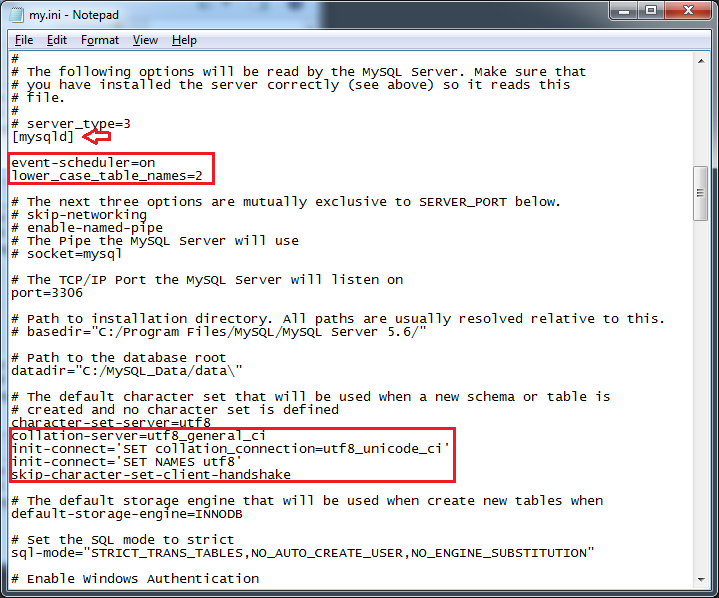 my.ini - Notepad
File Edit Format View Help
#
# The following options will be read by the MySQL Server. Make sure that
# you have installed the server correctly (see above) so it reads this
# file.
#
# server_type=3
[mysqld]
event-scheduler=on
lower_case_table_names=2
# The next three options are mutually exclusive to SERVER_PORT below.
# skip-networking
# enable-named-pipe
# The Pipe the MySQL Server will use
# socket=mysql
# The TCP/IP Port the MySQL Server will listen on
port=3306
# Path to installation directory. All paths are usually resolved relative to this.
# basedir="C:/Program Files/MySQL/MySQL Server 5.6/"
# Path to the database root
datadir="C:/MySQL_Data/data\"
# The default character set that will be used when a new schema or table is
# created and no character set is defined
character-set-server=utf8
collation-server=utf8_general_ci
init-connect='SET collation_connection=utf8_unicode_ci'
init-connect='SET NAMES utf8'
skip-character-set-client-handshake
# The default storage engine that will be used when create new tables when
default-storage-engine=INNODB
# Set the SQL mode to strict
sql-mode="STRICT_TRANS_TABLES,NO_AUTO_CREATE_USER,NO_ENGINE_SUBSTITUTION"
# Enable Windows Authentication